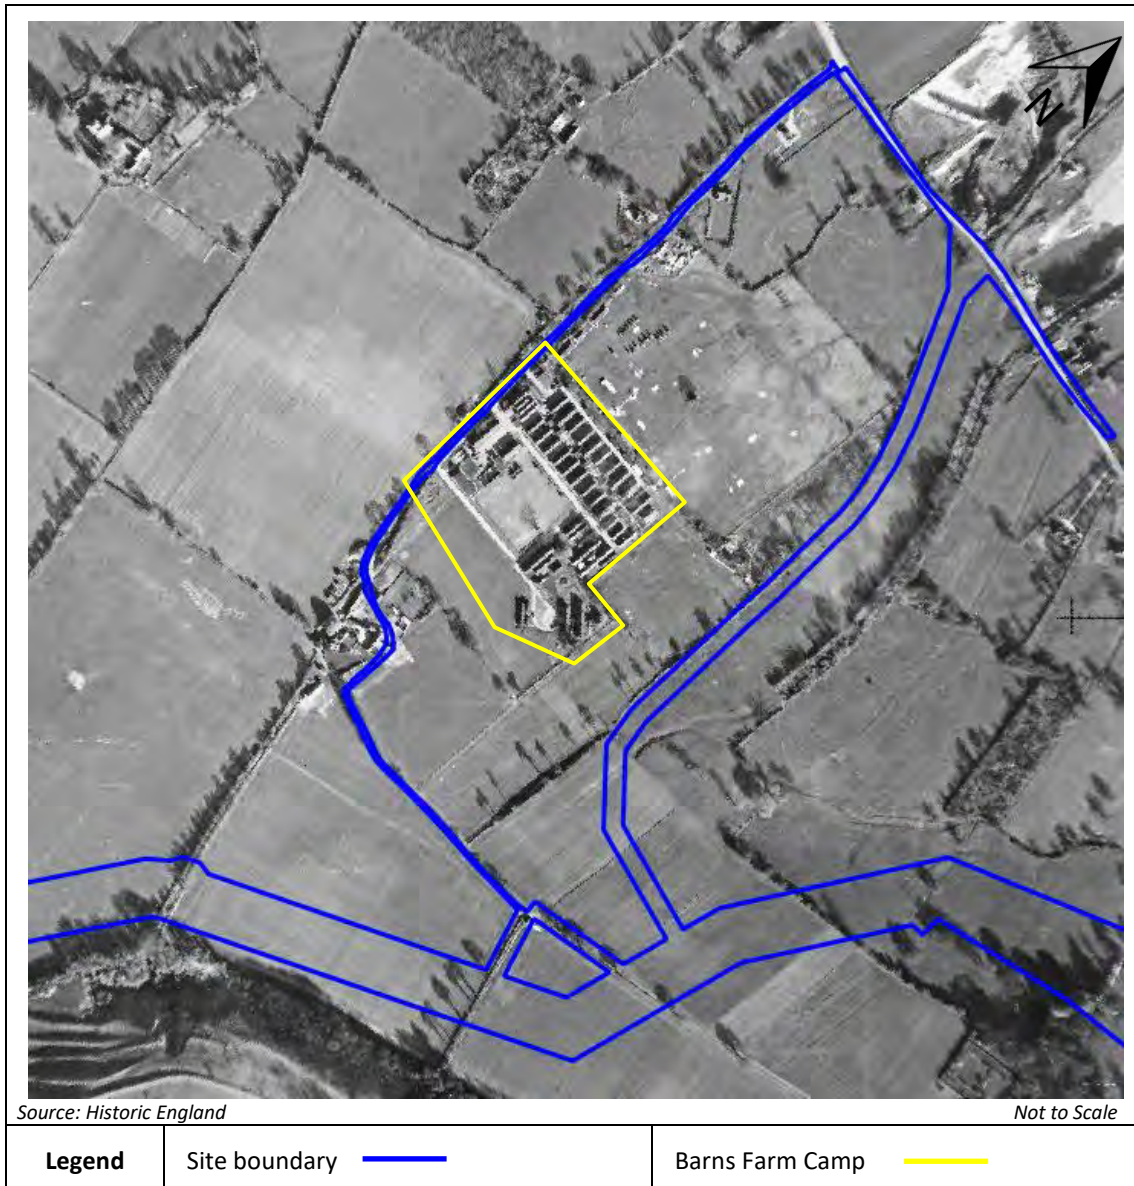 N
Source: Historic England
Not to Scale
Legend
Site boundary
Barns Farm Camp